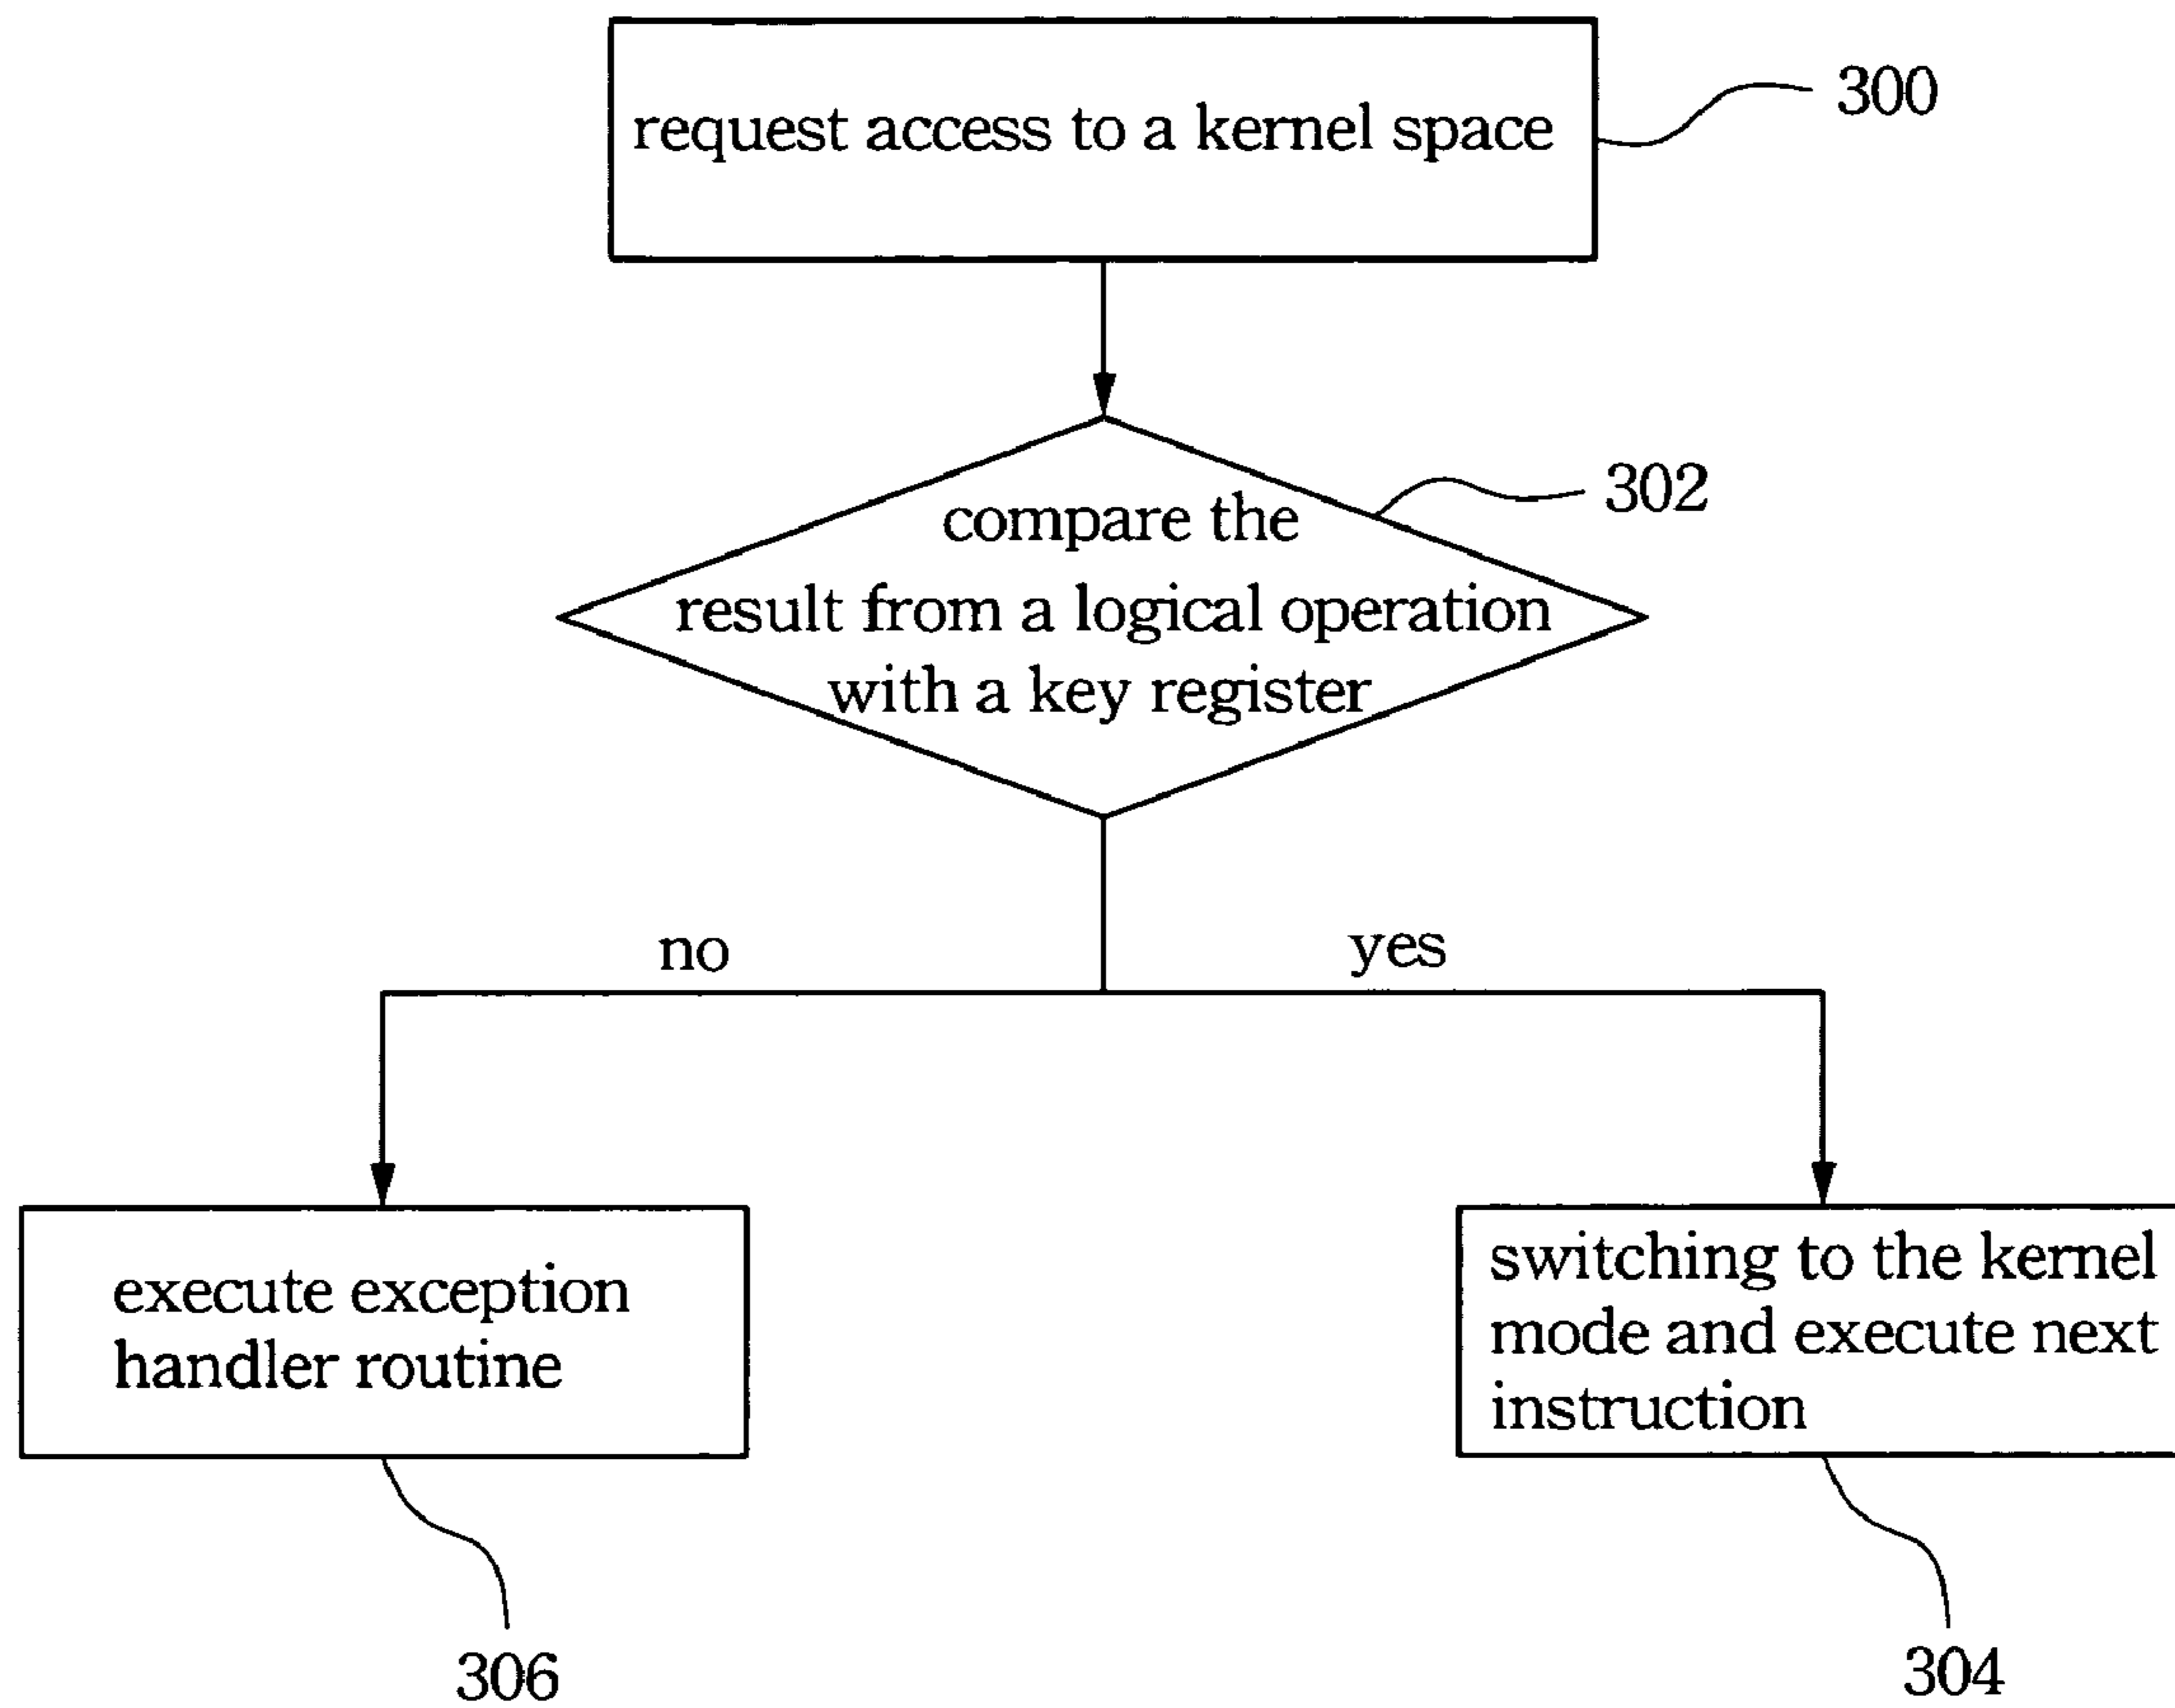 request access to a kernel space
300
302
compare the
result from a logical operation
with a key register
no
yes
execute exception
handler routine
switching to the kernel
mode and execute next
instruction
306
304